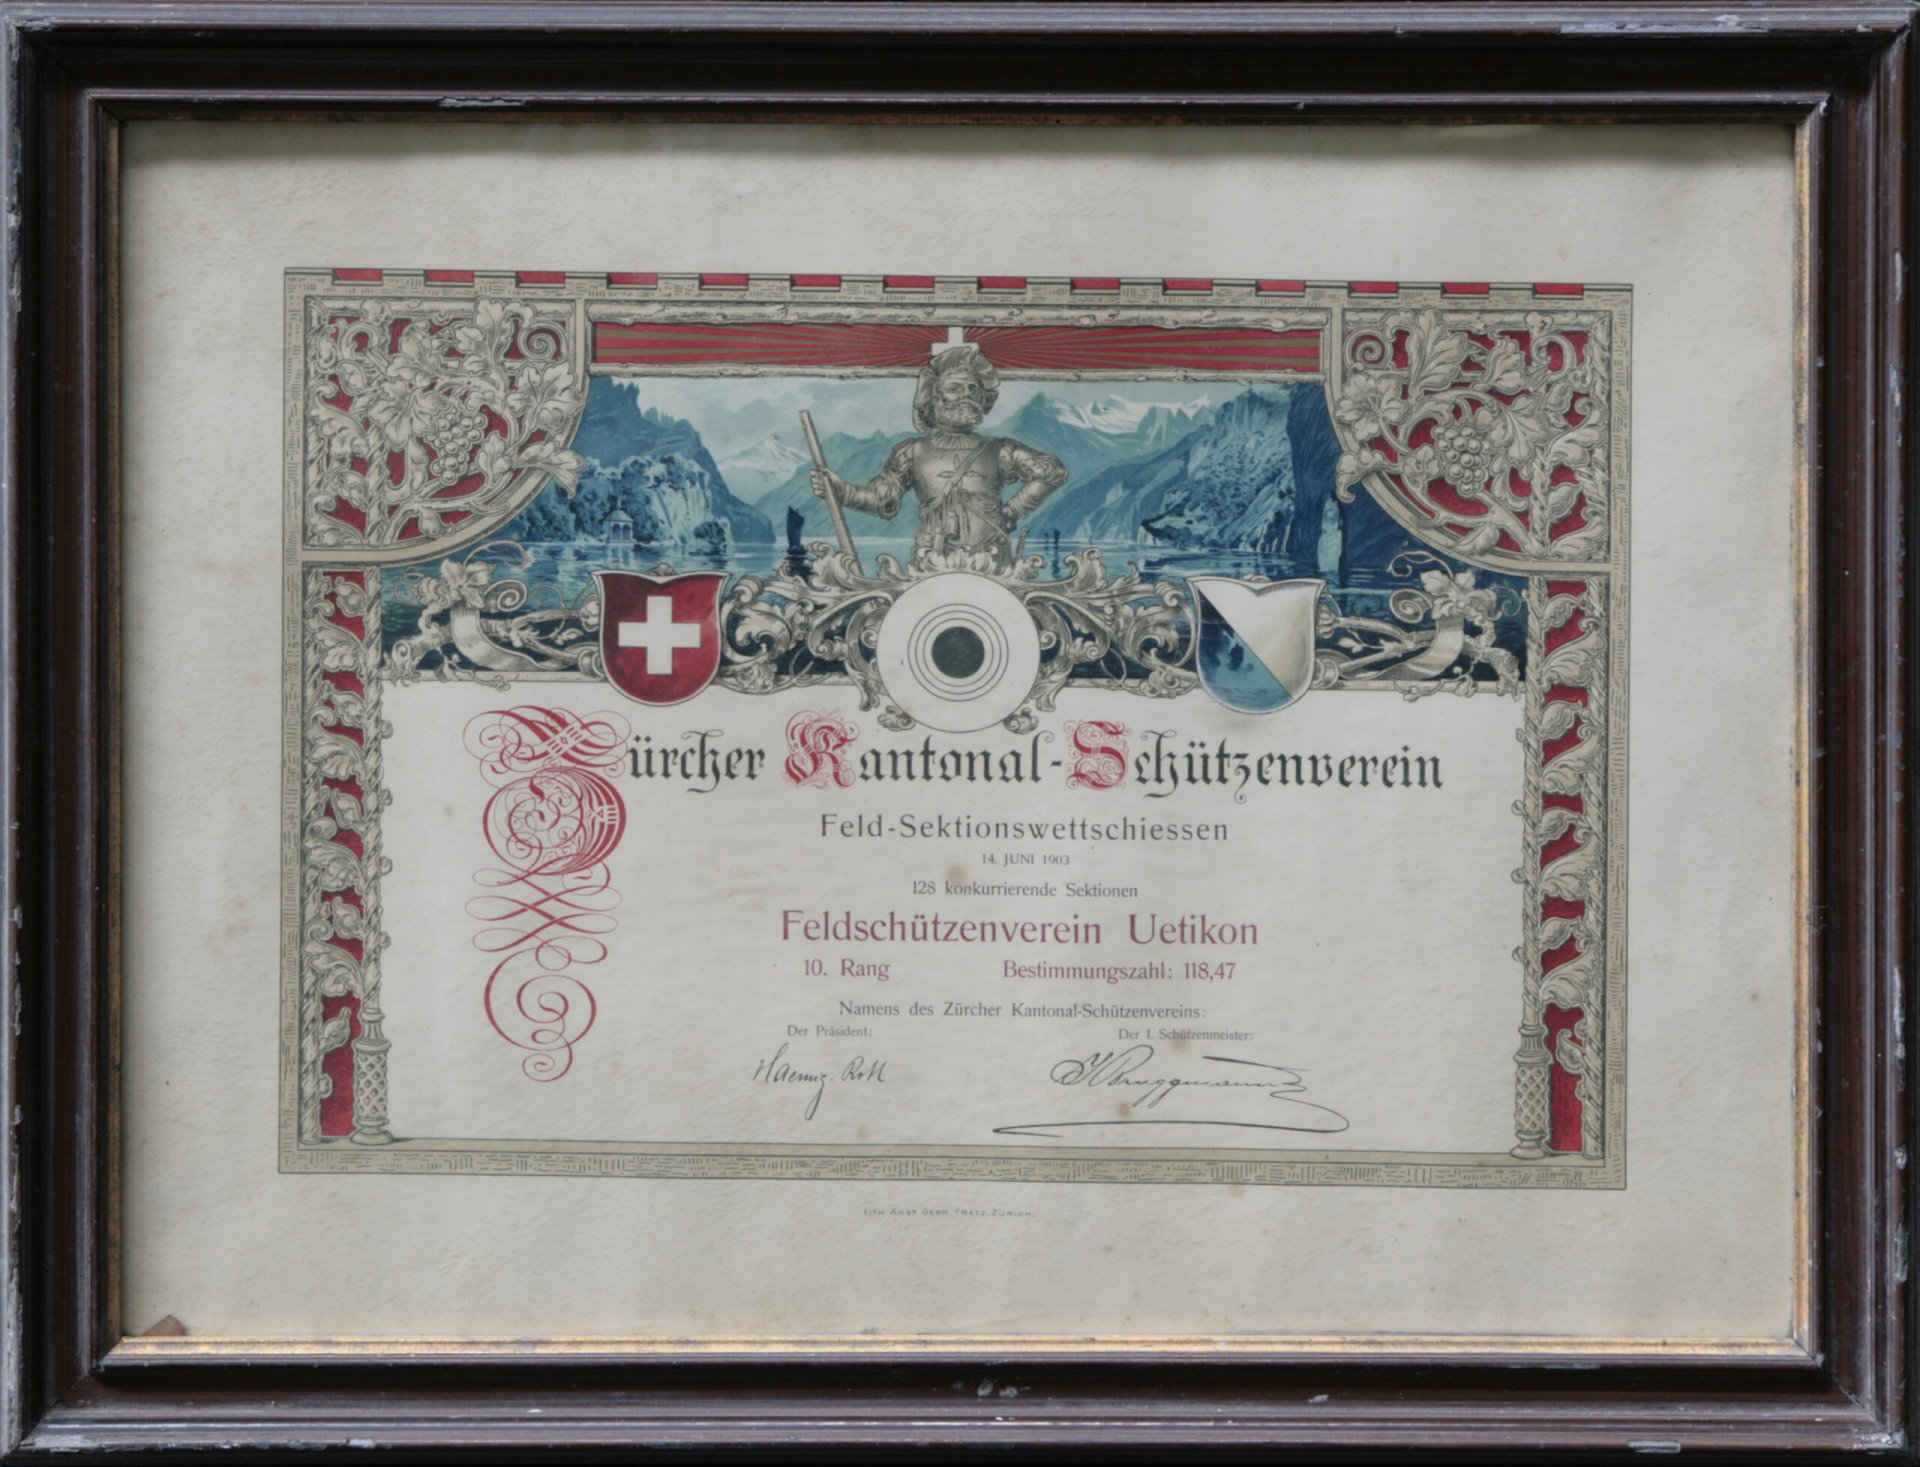 Zürcher Kantonal-Schützenverein
Feld-Sektionswettschiessen
14. JUNI 1903
128 konkurrierende Sektionen
Feldschützenverein Uetikon
10. Rang Bestimmungszahl: 118,47
Namens des Zürcher Kantonal-Schützenvereins:
Der Präsident: Der I. Schützenmeister:
Bruggmann
LITH. ANST. GEBR. FRETZ, ZÜRICH.